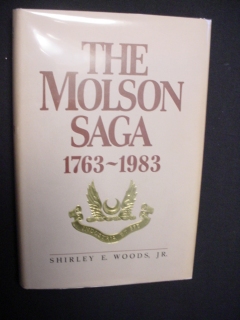 THE
MOLSON
SAGA
1763~1983
SHIRLEY E. WOODS, JR.